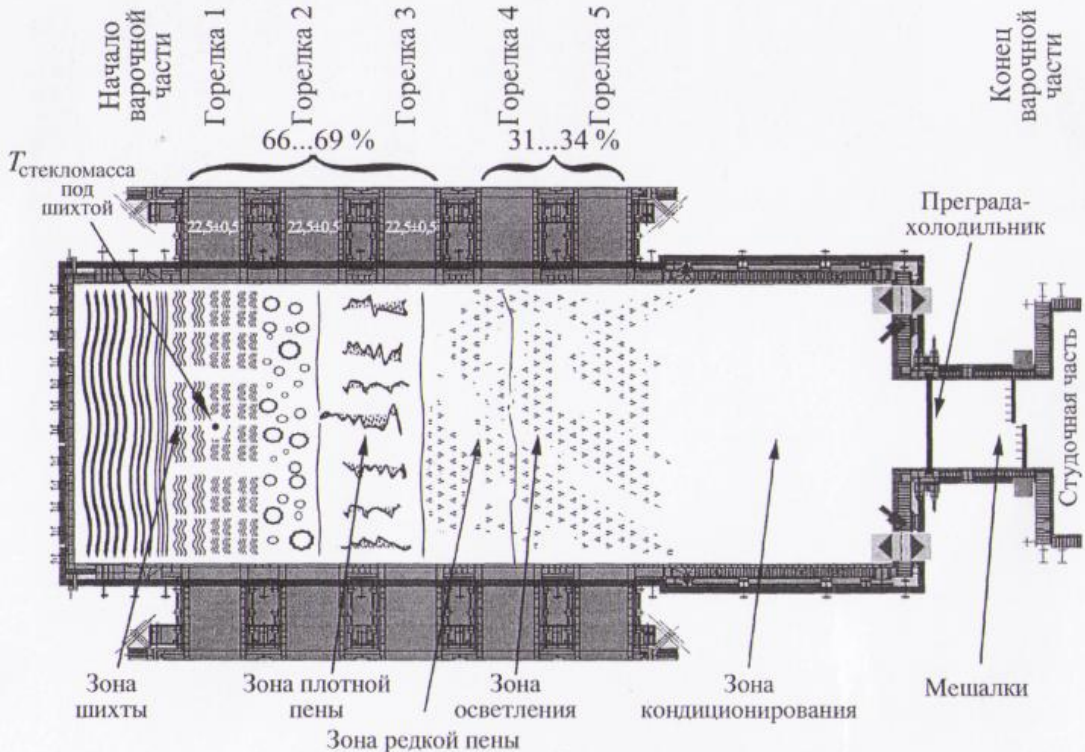 Начало
варочной
части
Горелка 1
Горелка 2
Горелка 3
Горелка 4
Горелка 5
Конец
варочной
части
66...69 %
31...34 %
Tстекломасса
под
шихтой
22,5±0,5
22,5±0,5
22,5±0,5
Преграда-
холодильник
Студочная часть
Зона
шихты
Зона плотной
пены
Зона редкой пены
Зона
осветления
Зона
кондиционирования
Мешалки